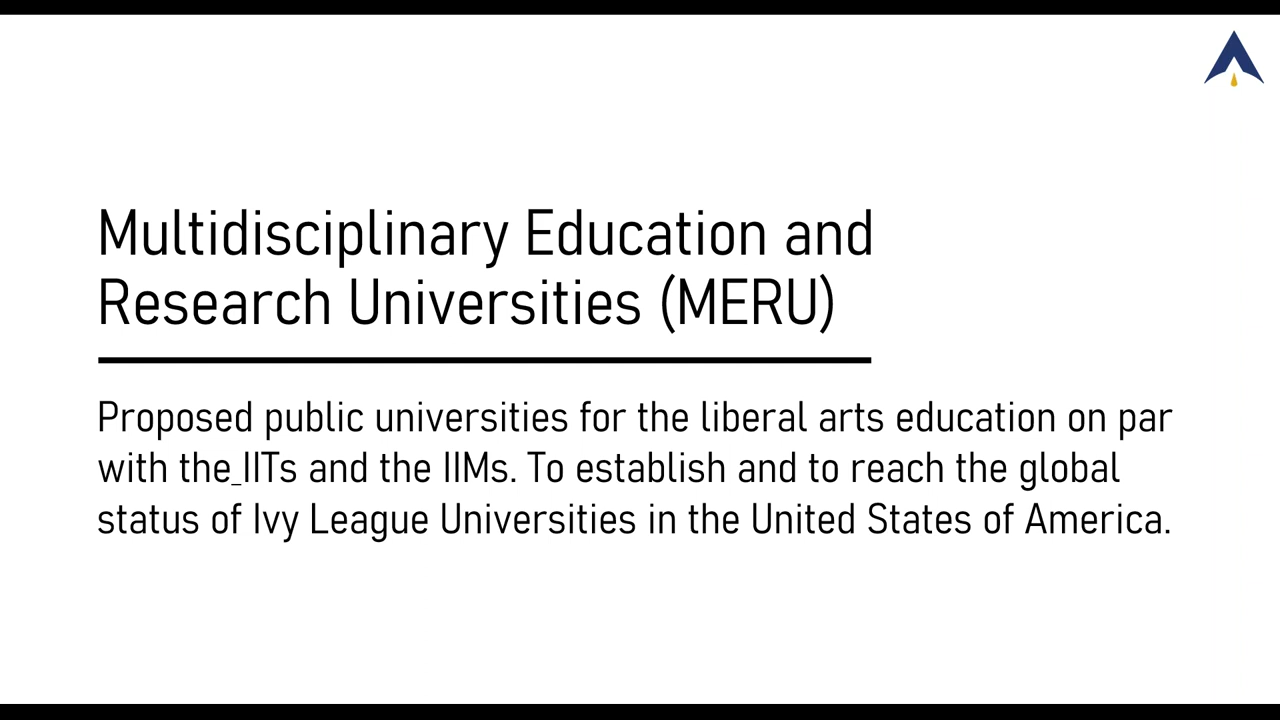 Multidisciplinary Education and
Research Universities (MERU)
Proposed public universities for the liberal arts education on par
with the_IITs and the IIMs. To establish and to reach the global
status of Ivy League Universities in the United States of America.